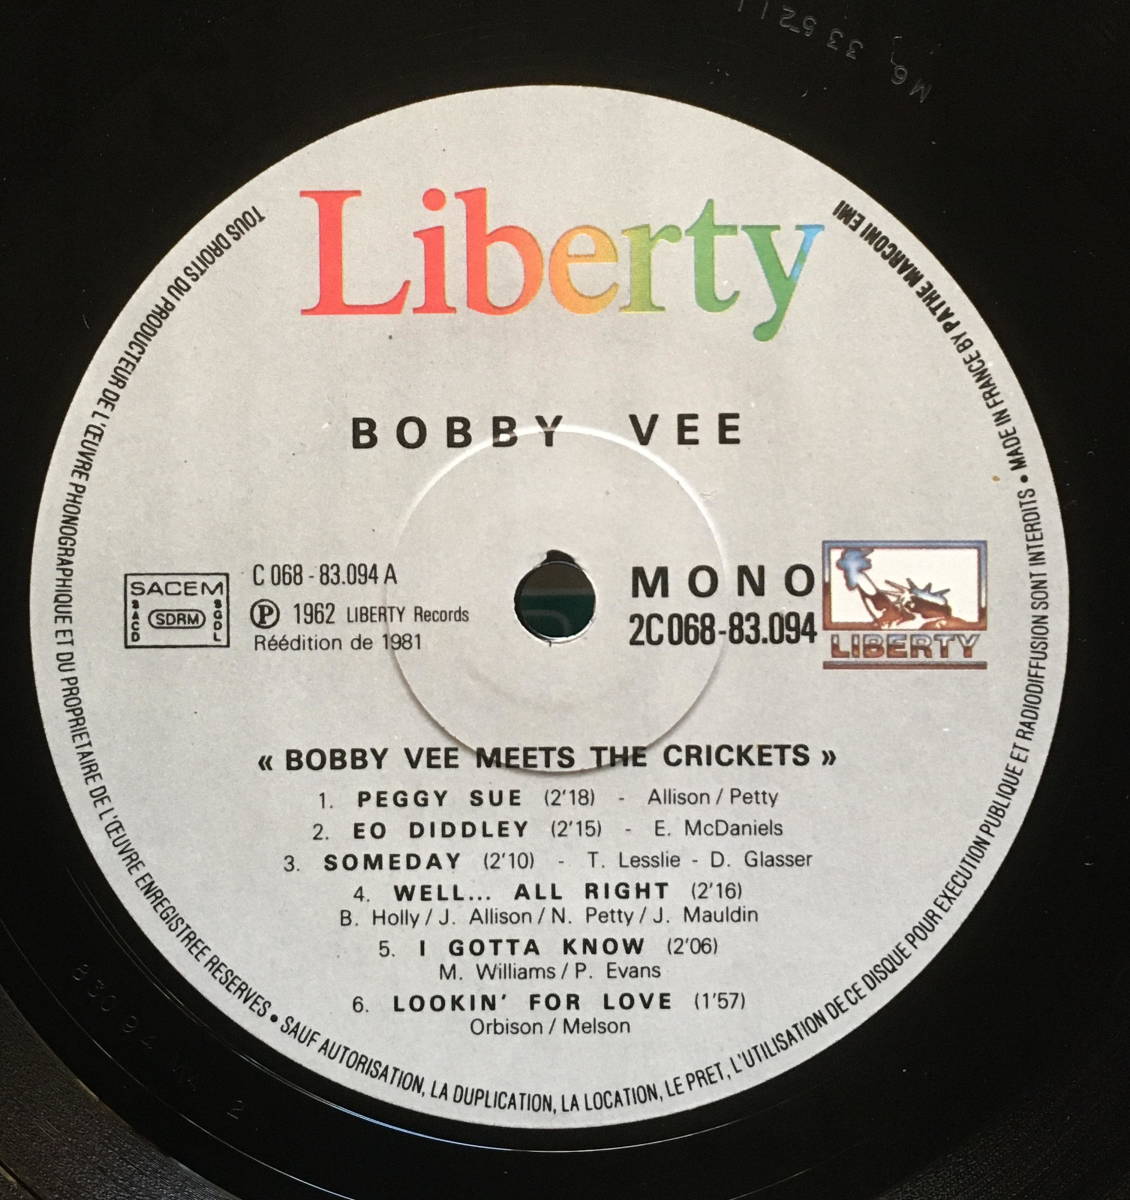 Liberty
TOUS DROITS DU PRODUCTEUR DE L'ŒUVRE PHONOGRAPHIQUE ET DU PROPRIETAIRE DE L'ŒUVRE ENREGISTREE RESERVES • SAUF AUTORISATION, LA DUPLICATION, LA LOCATION, LE PRET, L'UTILISATION DE CE DISQUE POUR EXECUTION PUBLIQUE ET RADIODIFFUSION SONT INTERDITS • MADE IN FRANCE BY PATHE MARCONI EMI
BOBBY VEE
SACEM
SACD
SDRM
SGDL
C 068 - 83.094 A
Ⓟ 1962 LIBERTY Records
Réédition de 1981
MONO
2C068-83.094
LIBERTY
« BOBBY VEE MEETS THE CRICKETS »
1. PEGGY SUE (2'18) - Allison / Petty
2. EO DIDDLEY (2'15) - E. McDaniels
3. SOMEDAY (2'10) - T. Lesslie - D. Glasser
4. WELL... ALL RIGHT (2'16)
B. Holly / J. Allison / N. Petty / J. Mauldin
5. I GOTTA KNOW (2'06)
M. Williams / P. Evans
6. LOOKIN' FOR LOVE (1'57)
Orbison / Melson